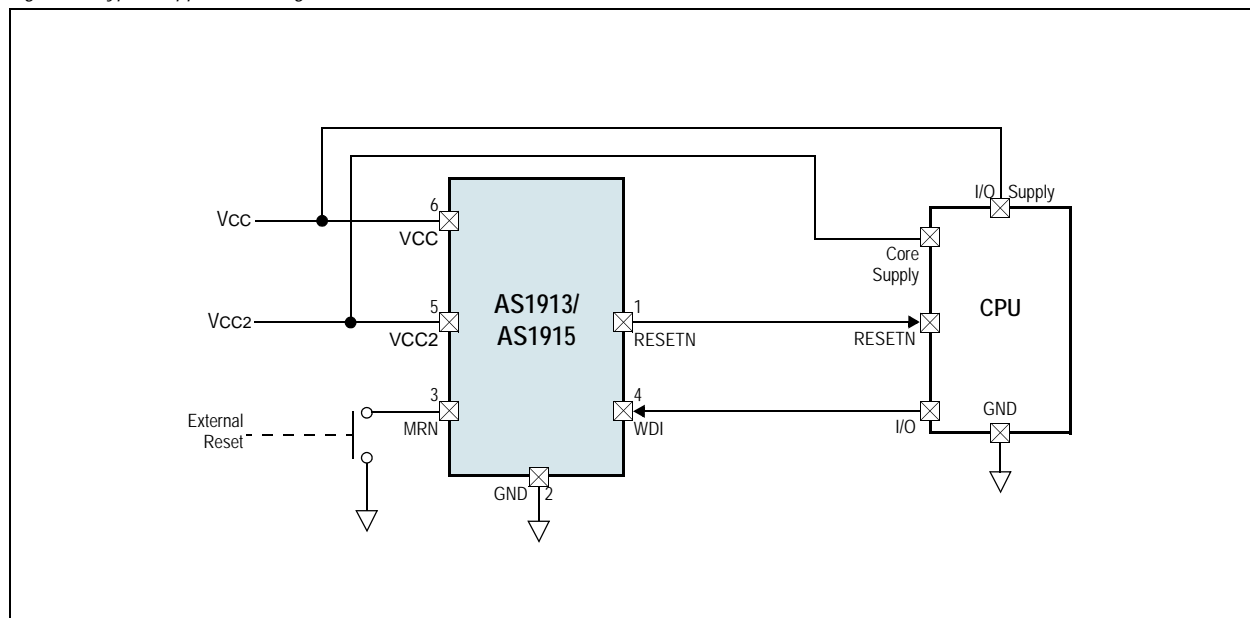 I/O Supply
6
VCC
VCC
Core
Supply
AS1913/
AS1915
CPU
5
VCC2
VCC2
1
RESETN
RESETN
3
MRN
4
WDI
External
Reset
I/O
GND
GND 2